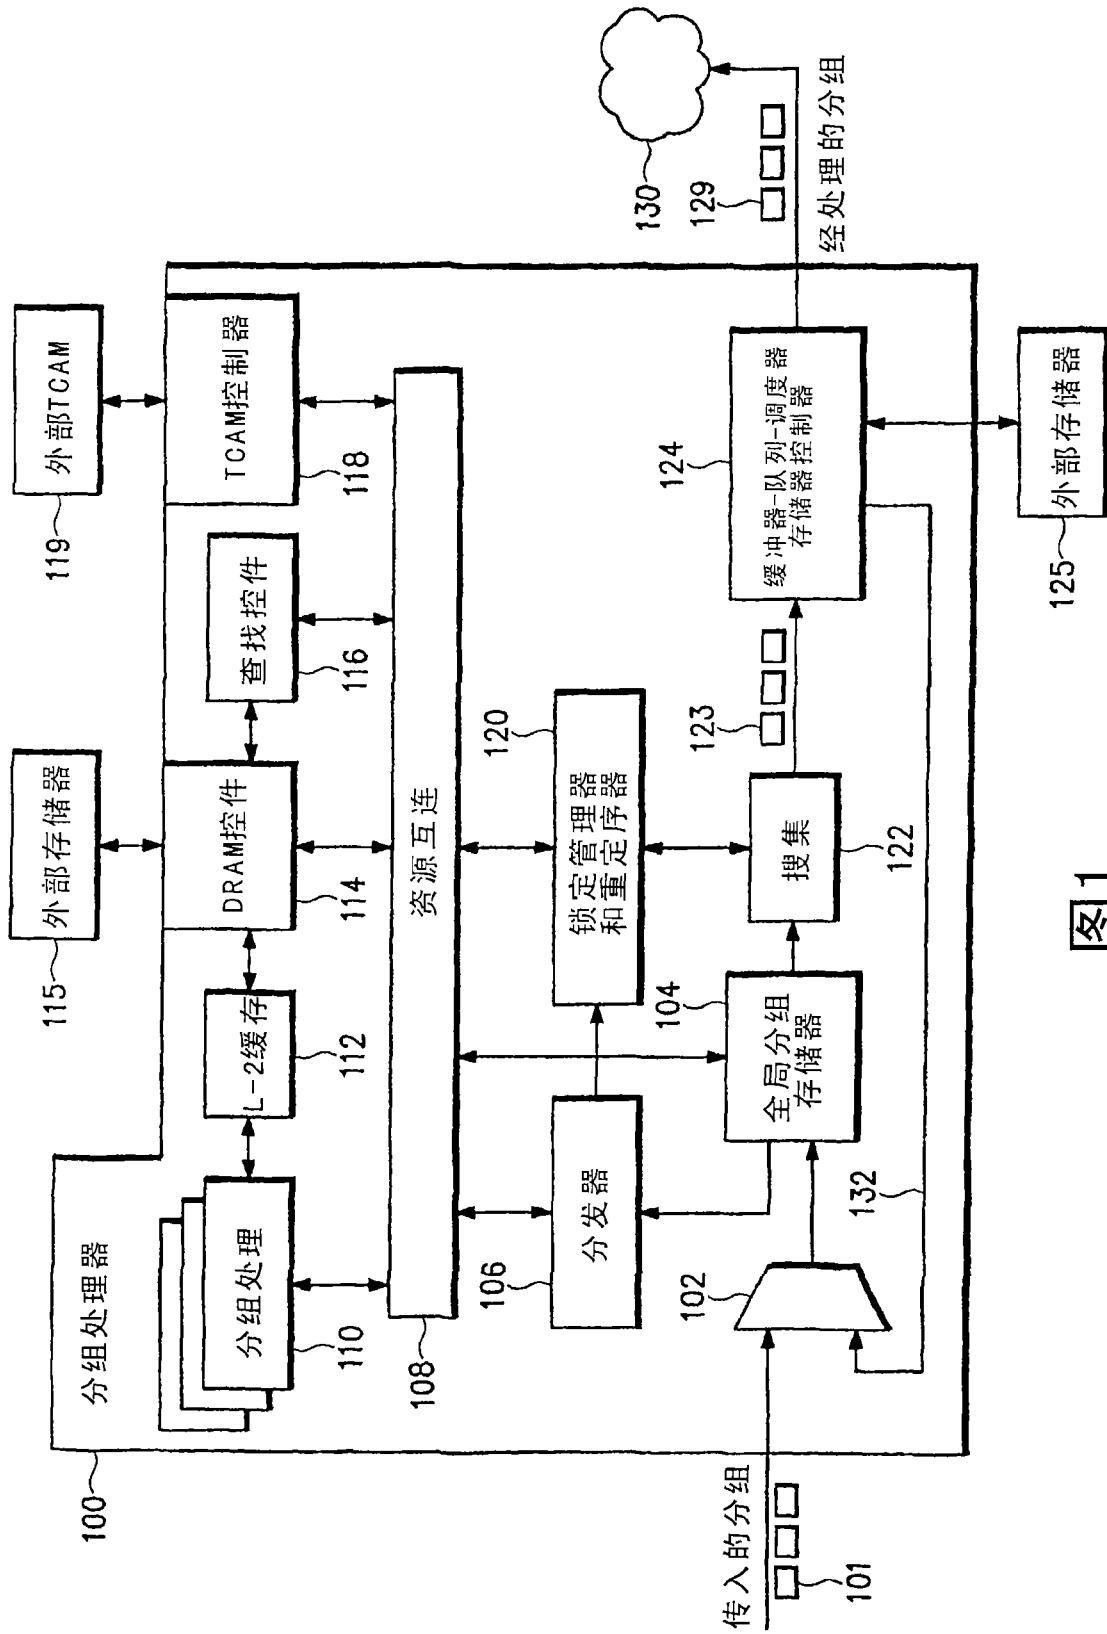 外部存储器
115
外部TCAM
119
分组处理器
100
分组处理
110
L-2缓存
112
DRAM控件
114
查找控件
116
TCAM控制器
118
资源互连
108
分发器
106
锁定管理器
和重定序器
120
130
129
经处理的分组
传入的分组
101
102
全局分组
存储器
104
搜集
122
123
缓冲器-队列-调度器
存储器控制器
124
132
外部存储器
125
图1